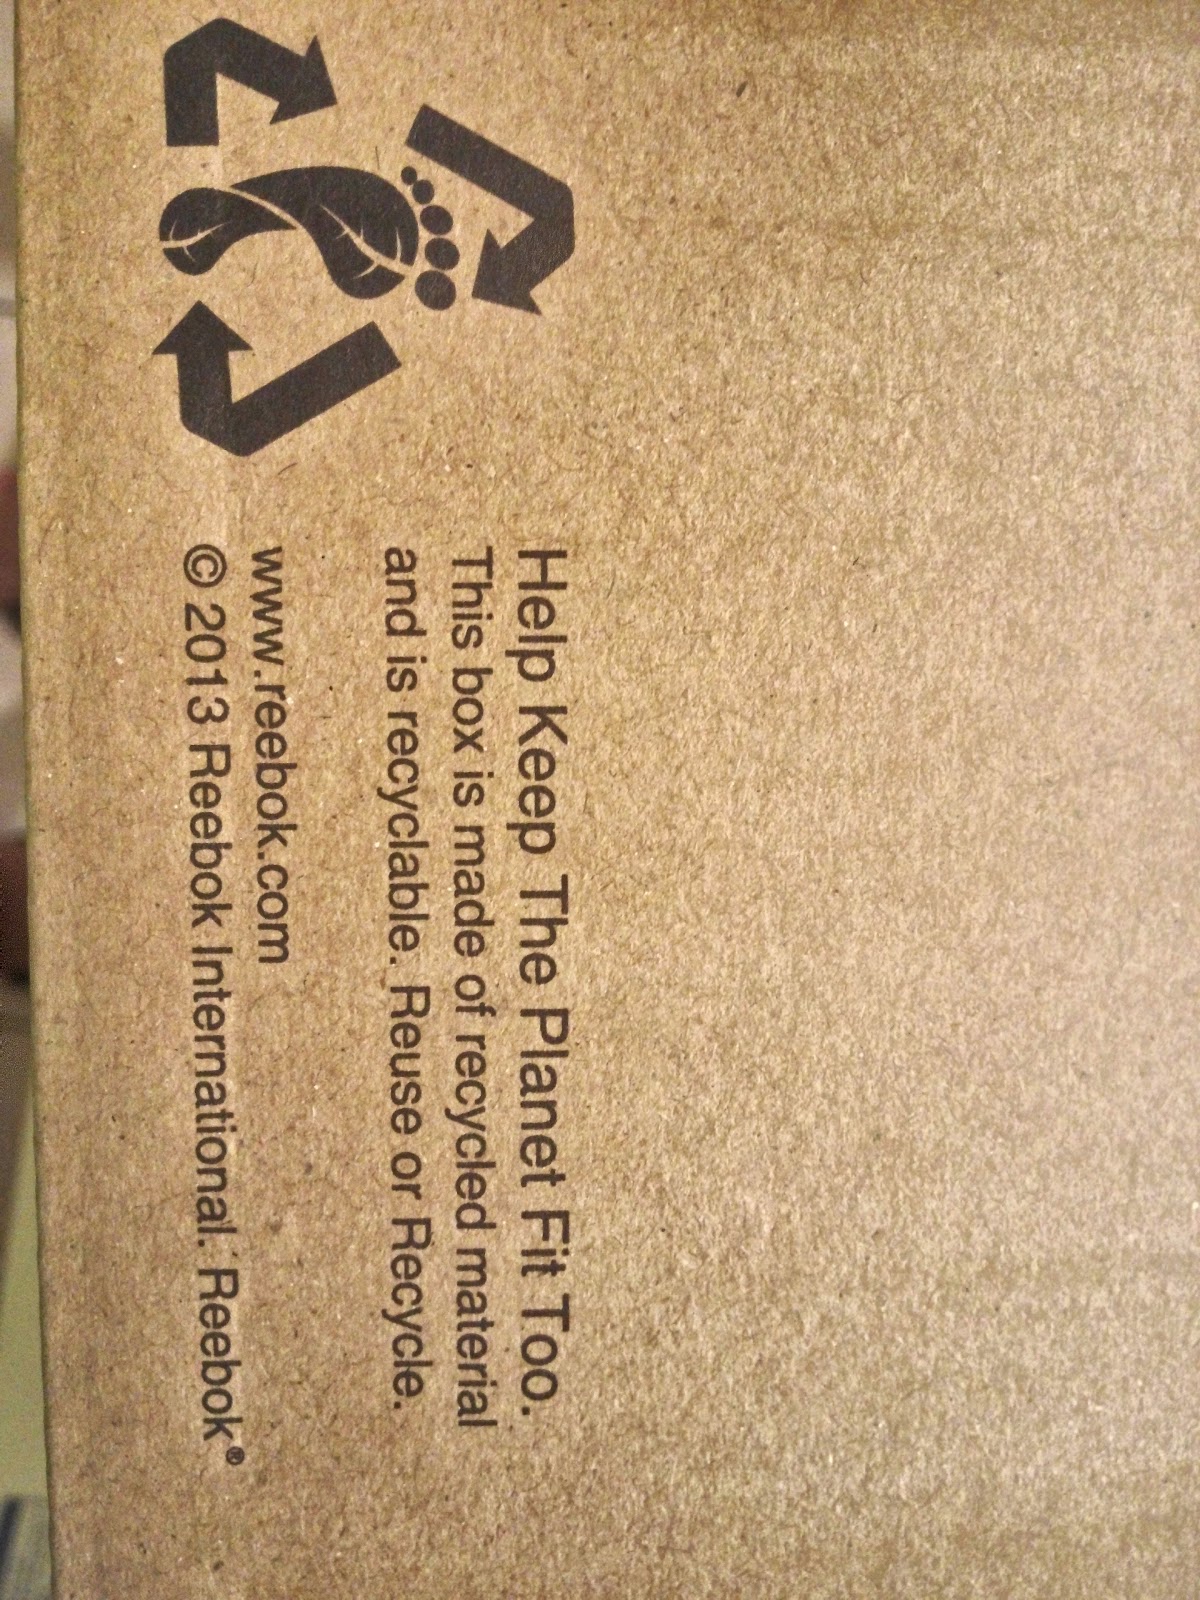 Help Keep The Planet Fit Too.
This box is made of recycled material
and is recyclable. Reuse or Recycle.
www.reebok.com
© 2013 Reebok International. Reebok®